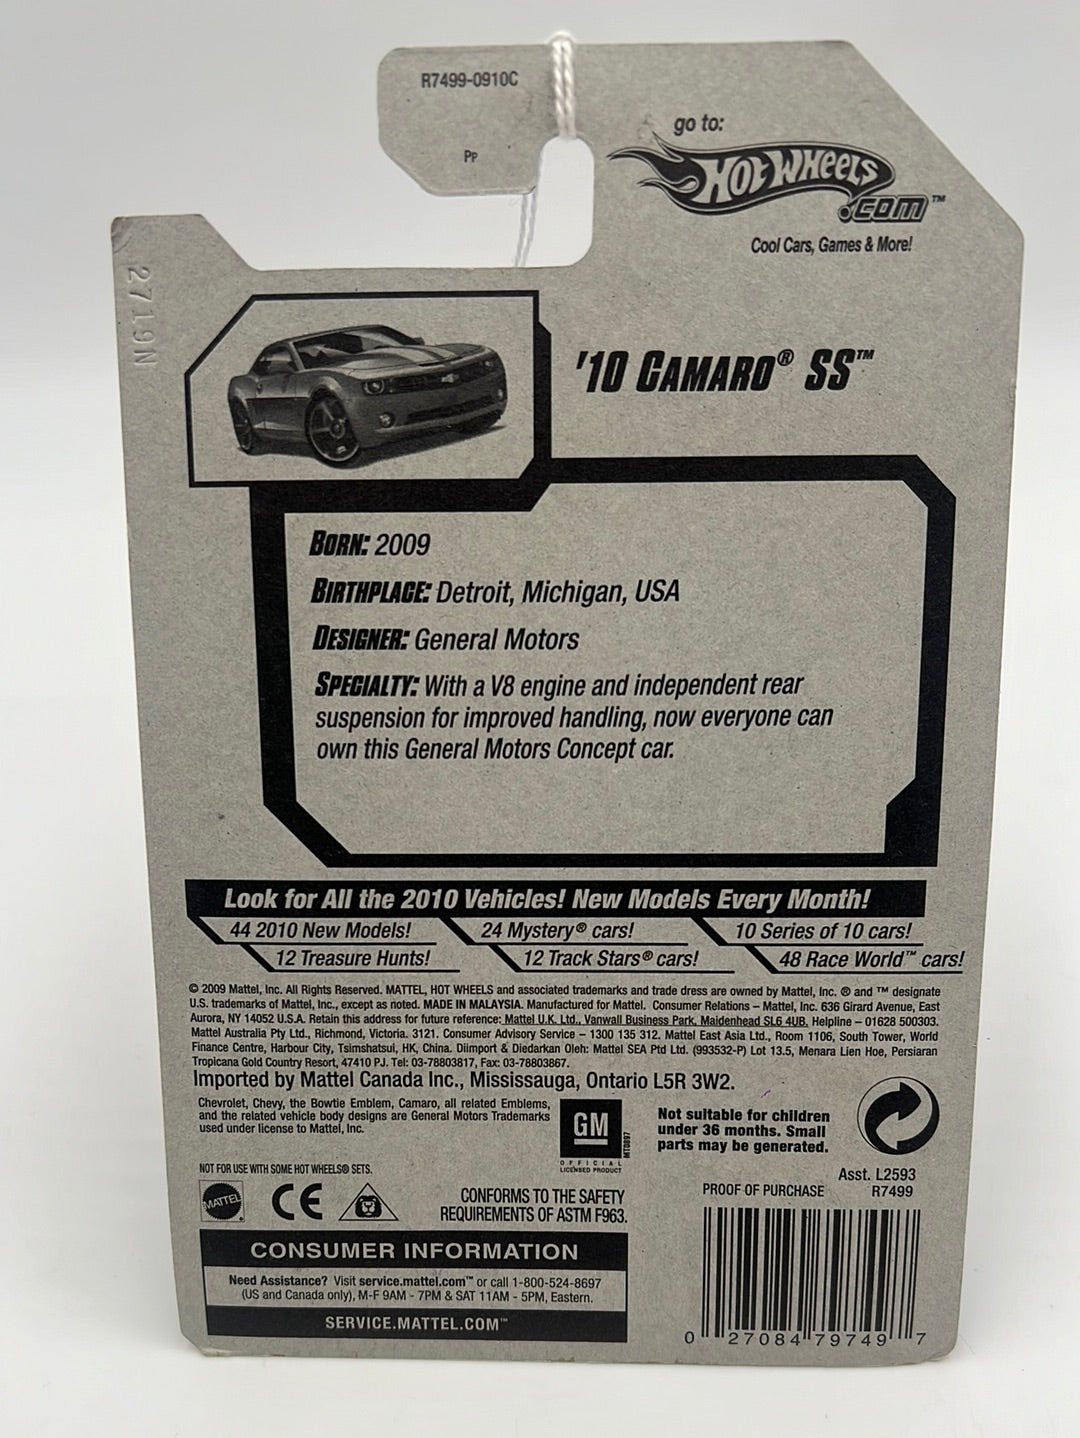 R7499-0910C
PP
go to:
HOT WHEELS
.COM™
Cool Cars, Games & More!
2719N
'10 CAMARO® SS™
BORN: 2009
BIRTHPLACE: Detroit, Michigan, USA
DESIGNER: General Motors
SPECIALTY: With a V8 engine and independent rear
suspension for improved handling, now everyone can
own this General Motors Concept car.
Look for All the 2010 Vehicles! New Models Every Month!
44 2010 New Models!
24 Mystery® cars!
10 Series of 10 cars!
12 Treasure Hunts!
12 Track Stars® cars!
48 Race World™ cars!
© 2009 Mattel, Inc. All Rights Reserved. MATTEL, HOT WHEELS and associated trademarks and trade dress are owned by Mattel, Inc. ® and ™ designate
U.S. trademarks of Mattel, Inc., except as noted. MADE IN MALAYSIA. Manufactured for Mattel. Consumer Relations – Mattel, Inc. 636 Girard Avenue, East
Aurora, NY 14052 U.S.A. Retain this address for future reference: Mattel U.K. Ltd., Vanwall Business Park, Maidenhead SL6 4UB. Helpline – 01628 500303.
Mattel Australia Pty Ltd., Richmond, Victoria. 3121. Consumer Advisory Service – 1300 135 312. Mattel East Asia Ltd., Room 1106, South Tower, World
Finance Centre, Harbour City, Tsimshatsui, HK, China. Diimport & Diedarkan Oleh: Mattel SEA Ptd Ltd. (993532-P) Lot 13.5, Menara Lien Hoe, Persiaran
Tropicana Gold Country Resort, 47410 PJ. Tel: 03-78803817, Fax: 03-78803867.
Imported by Mattel Canada Inc., Mississauga, Ontario L5R 3W2.
Chevrolet, Chevy, the Bowtie Emblem, Camaro, all related Emblems,
and the related vehicle body designs are General Motors Trademarks
used under license to Mattel, Inc.
GM
MT0897
OFFICIAL
LICENSED PRODUCT
Not suitable for children
under 36 months. Small
parts may be generated.
NOT FOR USE WITH SOME HOT WHEELS® SETS.
MATTEL
CE
CONFORMS TO THE SAFETY
REQUIREMENTS OF ASTM F963.
Asst. L2593
PROOF OF PURCHASE R7499
CONSUMER INFORMATION
Need Assistance? Visit service.mattel.com™ or call 1-800-524-8697
(US and Canada only), M-F 9AM - 7PM & SAT 11AM - 5PM, Eastern.
SERVICE.MATTEL.COM™
0 27084 79749 7